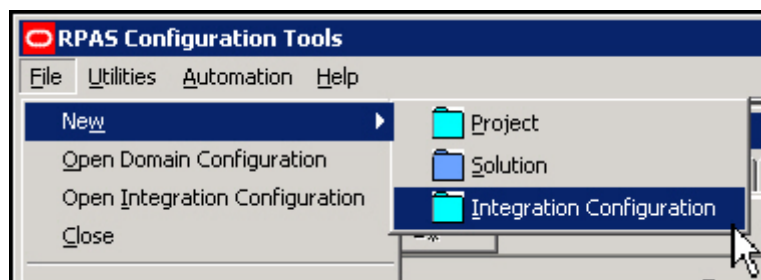 RPAS Configuration Tools
File Utilities Automation Help
New
Project
Open Domain Configuration
Solution
Open Integration Configuration
Integration Configuration
Close